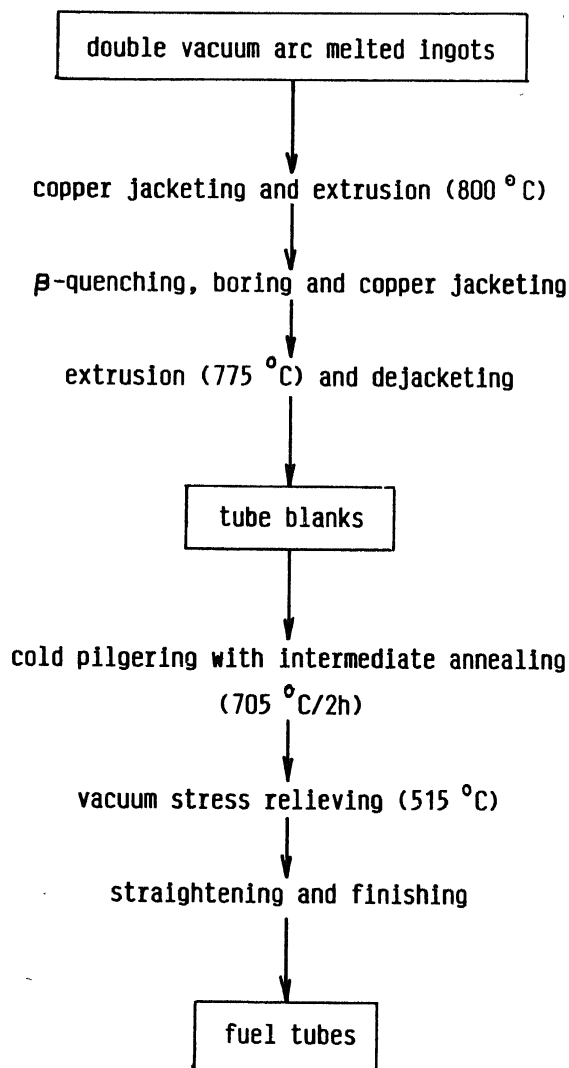 double vacuum arc melted ingots
copper jacketing and extrusion (800 °C)
β-quenching, boring and copper jacketing
extrusion (775 °C) and dejacketing
tube blanks
cold pilgering with intermediate annealing
(705 °C/2h)
vacuum stress relieving (515 °C)
straightening and finishing
fuel tubes